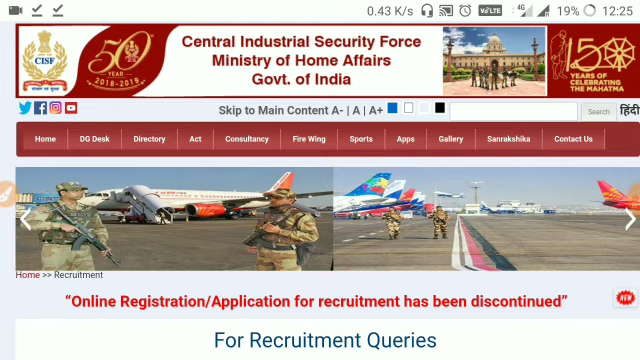 0.43 K/s VoLTE 4G 19% 12:25
CISF
50
YEAR
2018-2019
Central Industrial Security Force
Ministry of Home Affairs
Govt. of India
150
YEARS OF
CELEBRATING
THE MAHATMA
Skip to Main Content A- | A | A+ Search हिंदी
Home DG Desk Directory Act Consultancy Fire Wing Sports Apps Gallery Sanrakshika Contact Us
Home >> Recruitment
“Online Registration/Application for recruitment has been discontinued” NEW
For Recruitment Queries